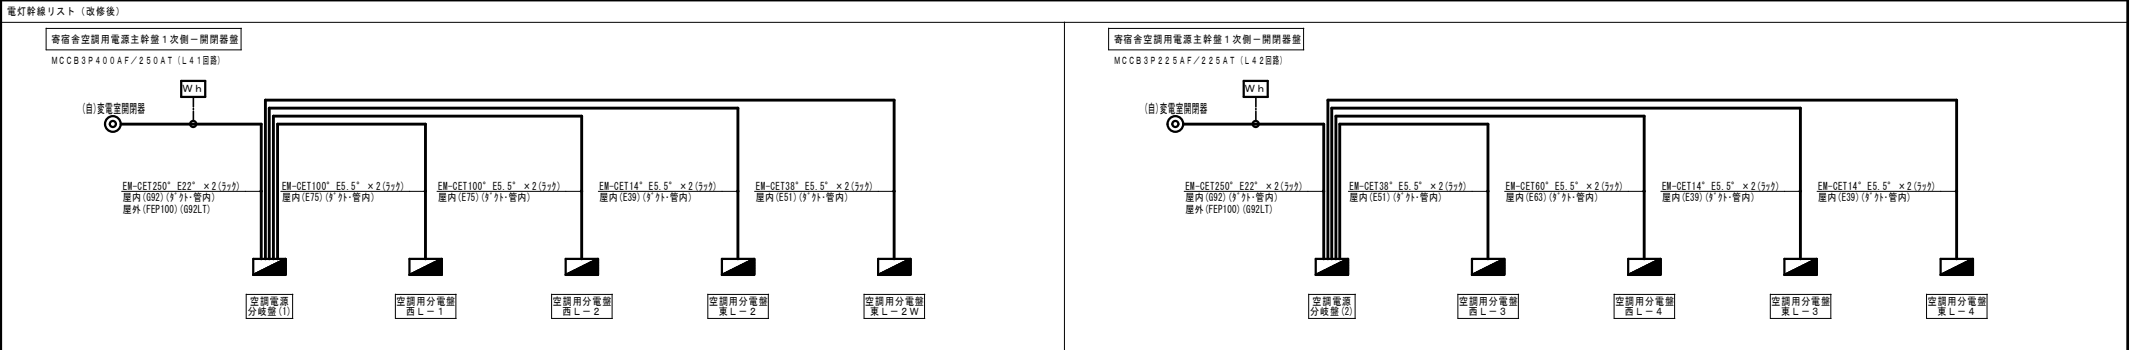 電灯幹線リスト（改修後）
寄宿舎空調用電源主幹盤１次側－開閉器盤
ＭＣＣＢ３Ｐ４００ＡＦ／２５０ＡＴ（Ｌ４１回路）
Ｗｈ
(自)変電室開閉器
EM-CET250° E22° ×2(ﾗｯｸ)
屋内(G92)(ﾀﾞｸﾄ･管内)
屋外(FEP100)(G92LT)
EM-CET100° E5.5° ×2(ﾗｯｸ)
屋内(E75)(ﾀﾞｸﾄ･管内)
EM-CET100° E5.5° ×2(ﾗｯｸ)
屋内(E75)(ﾀﾞｸﾄ･管内)
EM-CET14° E5.5° ×2(ﾗｯｸ)
屋内(E39)(ﾀﾞｸﾄ･管内)
EM-CET38° E5.5° ×2(ﾗｯｸ)
屋内(E51)(ﾀﾞｸﾄ･管内)
空調電源
分岐盤(1)
空調用分電盤
西Ｌ－１
空調用分電盤
西Ｌ－２
空調用分電盤
東Ｌ－２
空調用分電盤
東Ｌ－２Ｗ
寄宿舎空調用電源主幹盤１次側－開閉器盤
ＭＣＣＢ３Ｐ２２５ＡＦ／２２５ＡＴ（Ｌ４２回路）
Ｗｈ
(自)変電室開閉器
EM-CET250° E22° ×2(ﾗｯｸ)
屋内(G92)(ﾀﾞｸﾄ･管内)
屋外(FEP100)(G92LT)
EM-CET38° E5.5° ×2(ﾗｯｸ)
屋内(E51)(ﾀﾞｸﾄ･管内)
EM-CET60° E5.5° ×2(ﾗｯｸ)
屋内(E63)(ﾀﾞｸﾄ･管内)
EM-CET14° E5.5° ×2(ﾗｯｸ)
屋内(E39)(ﾀﾞｸﾄ･管内)
EM-CET14° E5.5° ×2(ﾗｯｸ)
屋内(E39)(ﾀﾞｸﾄ･管内)
空調電源
分岐盤(2)
空調用分電盤
西Ｌ－３
空調用分電盤
西Ｌ－４
空調用分電盤
東Ｌ－３
空調用分電盤
東Ｌ－４